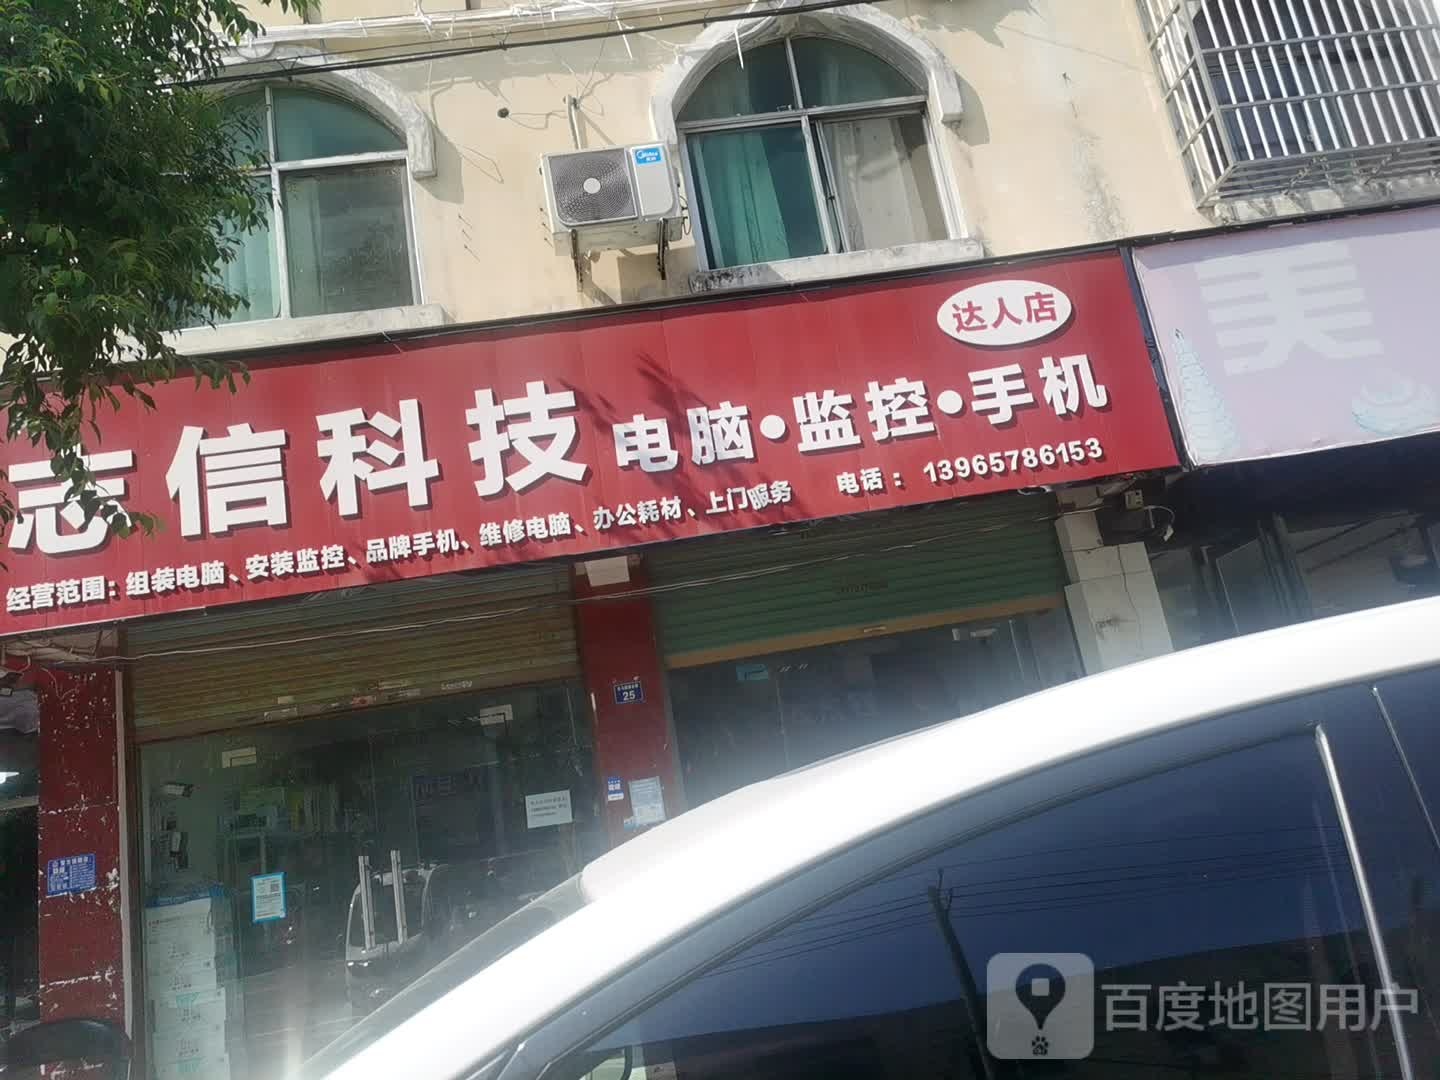 Midea
美
达人店
志信科技 电脑·监控·手机
电话：13965786153
经营范围：组装电脑、安装监控、品牌手机、维修电脑、办公耗材、上门服务
25
百度地图用户